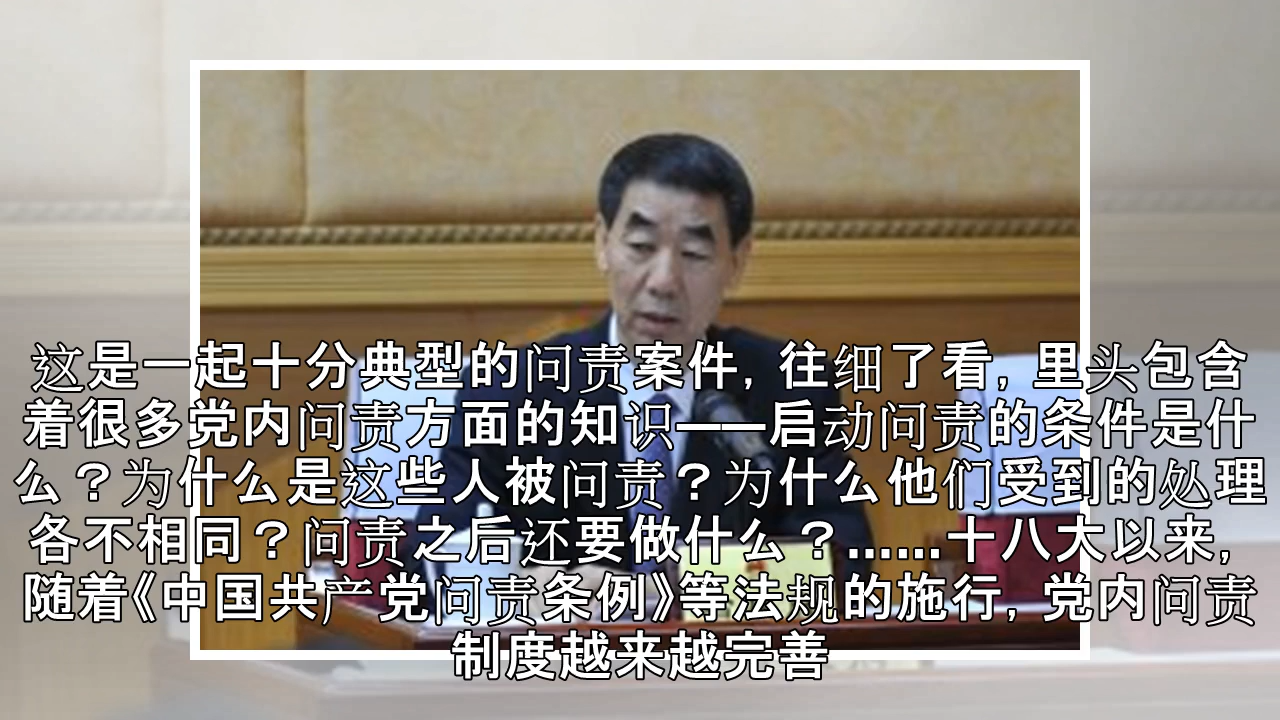 这是一起十分典型的问责案件，往细了看，里头包含
着很多党内问责方面的知识——启动问责的条件是什
么？为什么是这些人被问责？为什么他们受到的处理
各不相同？问责之后还要做什么？……十八大以来，
随着《中国共产党问责条例》等法规的施行，党内问责
制度越来越完善